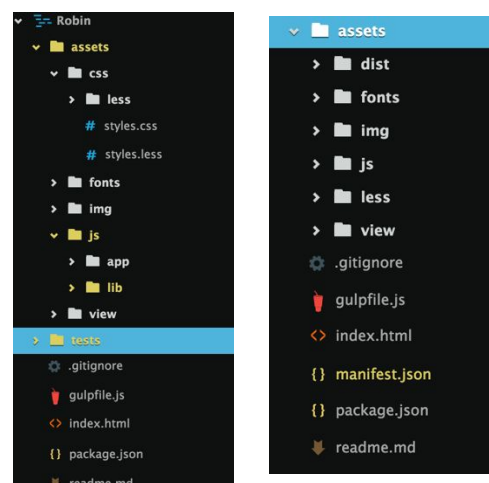 Robin
assets
css
less
styles.css
styles.less
fonts
img
js
app
lib
view
tests
.gitignore
gulpfile.js
index.html
package.json
readme.md
assets
dist
fonts
img
js
less
view
.gitignore
gulpfile.js
index.html
manifest.json
package.json
readme.md